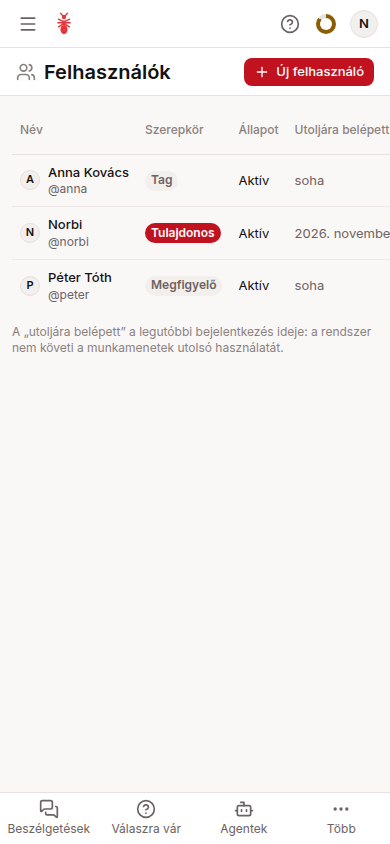 N
Felhasználók
Új felhasználó
Név Szerepkör Állapot Utoljára belépett
A Anna Kovács Tag Aktív soha
@anna
N Norbi Tulajdonos Aktív 2026. novembe
@norbi
P Péter Tóth Megfigyelő Aktív soha
@peter
A „utoljára belépett” a legutóbbi bejelentkezés ideje: a rendszer
nem követi a munkamenetek utolsó használatát.
Beszélgetések Válaszra vár Agentek Több